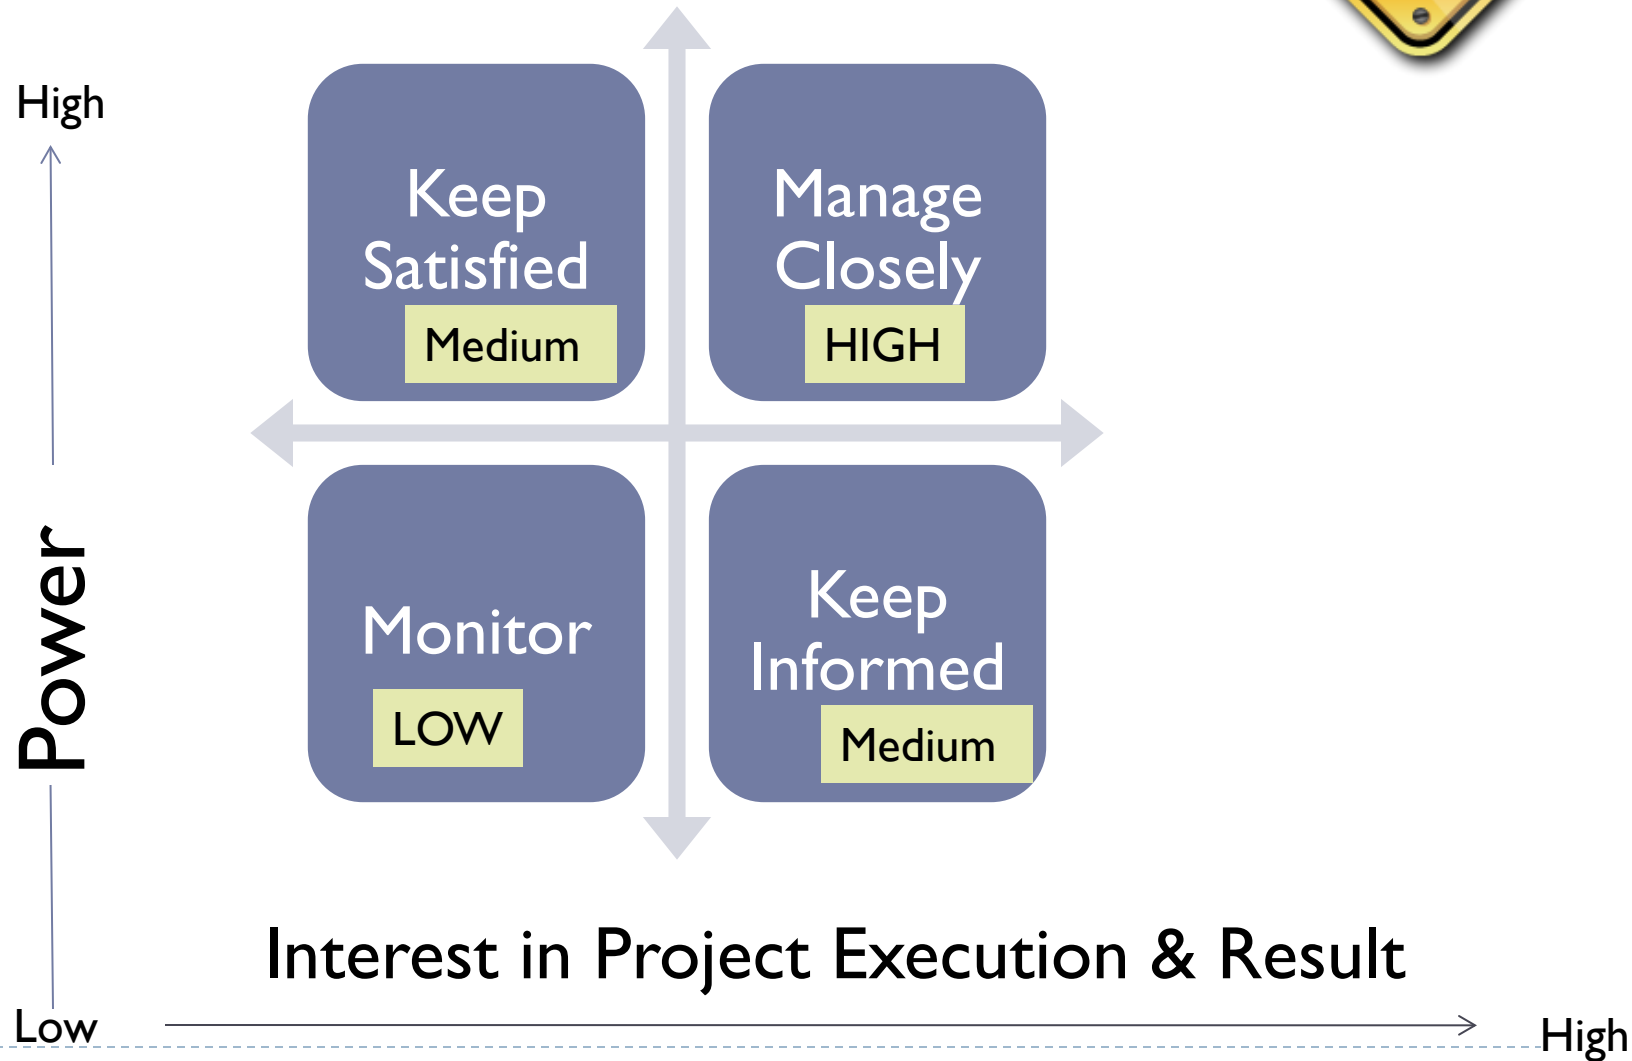 High
Keep
Satisfied
Medium
Manage
Closely
HIGH
Power
Monitor
LOW
Keep
Informed
Medium
Interest in Project Execution & Result
Low
High